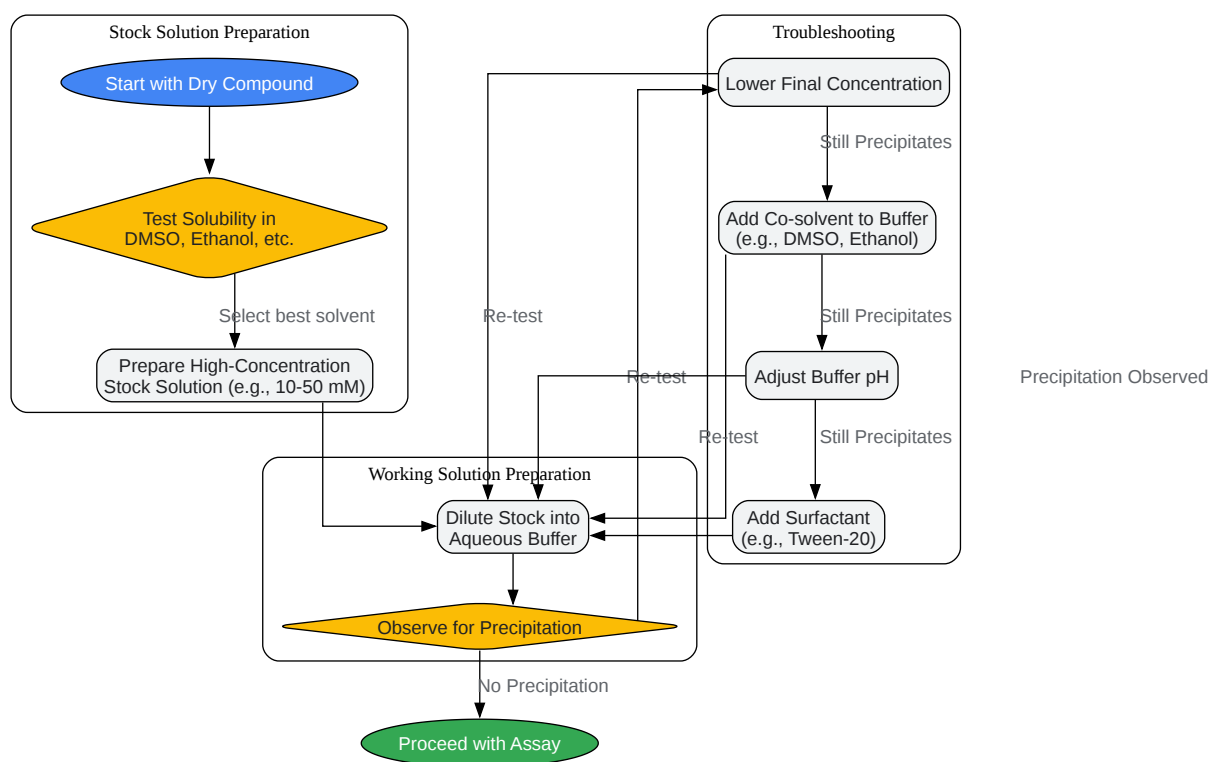 Stock Solution Preparation
Start with Dry Compound
Test Solubility in
DMSO, Ethanol, etc.
Select best solvent
Prepare High-Concentration
Stock Solution (e.g., 10-50 mM)
Troubleshooting
Lower Final Concentration
Still Precipitates
Add Co-solvent to Buffer
(e.g., DMSO, Ethanol)
Re-test
Still Precipitates
Re-test
Adjust Buffer pH
Precipitation Observed
Re-test
Still Precipitates
Add Surfactant
(e.g., Tween-20)
Working Solution Preparation
Dilute Stock into
Aqueous Buffer
Observe for Precipitation
No Precipitation
Proceed with Assay